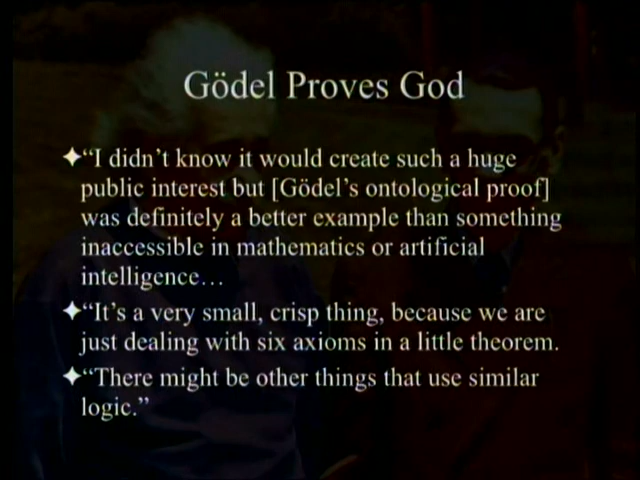 Gödel Proves God
✦“I didn’t know it would create such a huge
public interest but [Gödel’s ontological proof]
was definitely a better example than something
inaccessible in mathematics or artificial
intelligence…
✦“It’s a very small, crisp thing, because we are
just dealing with six axioms in a little theorem.
✦“There might be other things that use similar
logic.”